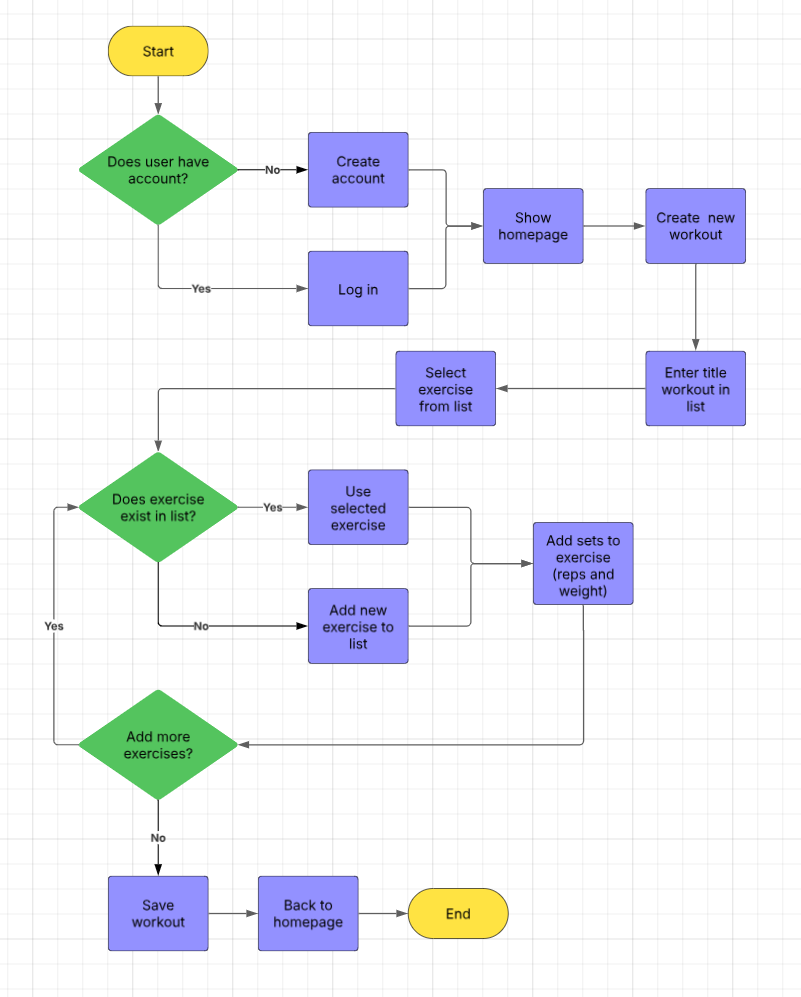 Start
Does user have
account?
No
Create
account
Show
homepage
Create new
workout
Yes
Log in
Select
exercise
from list
Enter title
workout in
list
Does exercise
exist in list?
Yes
Use
selected
exercise
Add sets to
exercise
(reps and
weight)
No
Add new
exercise to
list
Yes
Add more
exercises?
No
Save
workout
Back to
homepage
End